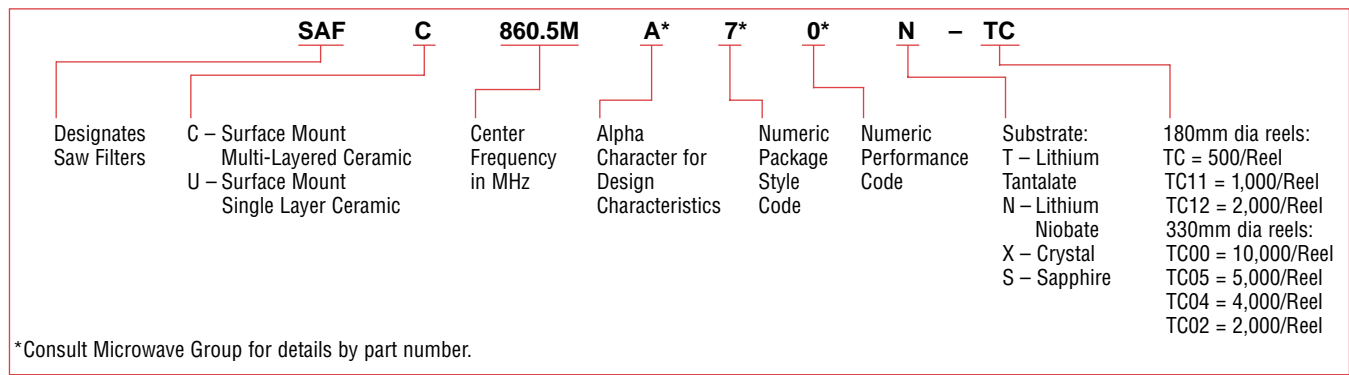 SAF C 860.5M A* 7* 0* N – TC
Designates
Saw Filters
C – Surface Mount
Multi-Layered Ceramic
U – Surface Mount
Single Layer Ceramic
Center
Frequency
in MHz
Alpha
Character for
Design
Characteristics
Numeric
Package
Style
Code
Numeric
Performance
Code
Substrate:
T – Lithium
Tantalate
N – Lithium
Niobate
X – Crystal
S – Sapphire
180mm dia reels:
TC = 500/Reel
TC11 = 1,000/Reel
TC12 = 2,000/Reel
330mm dia reels:
TC00 = 10,000/Reel
TC05 = 5,000/Reel
TC04 = 4,000/Reel
TC02 = 2,000/Reel
*Consult Microwave Group for details by part number.